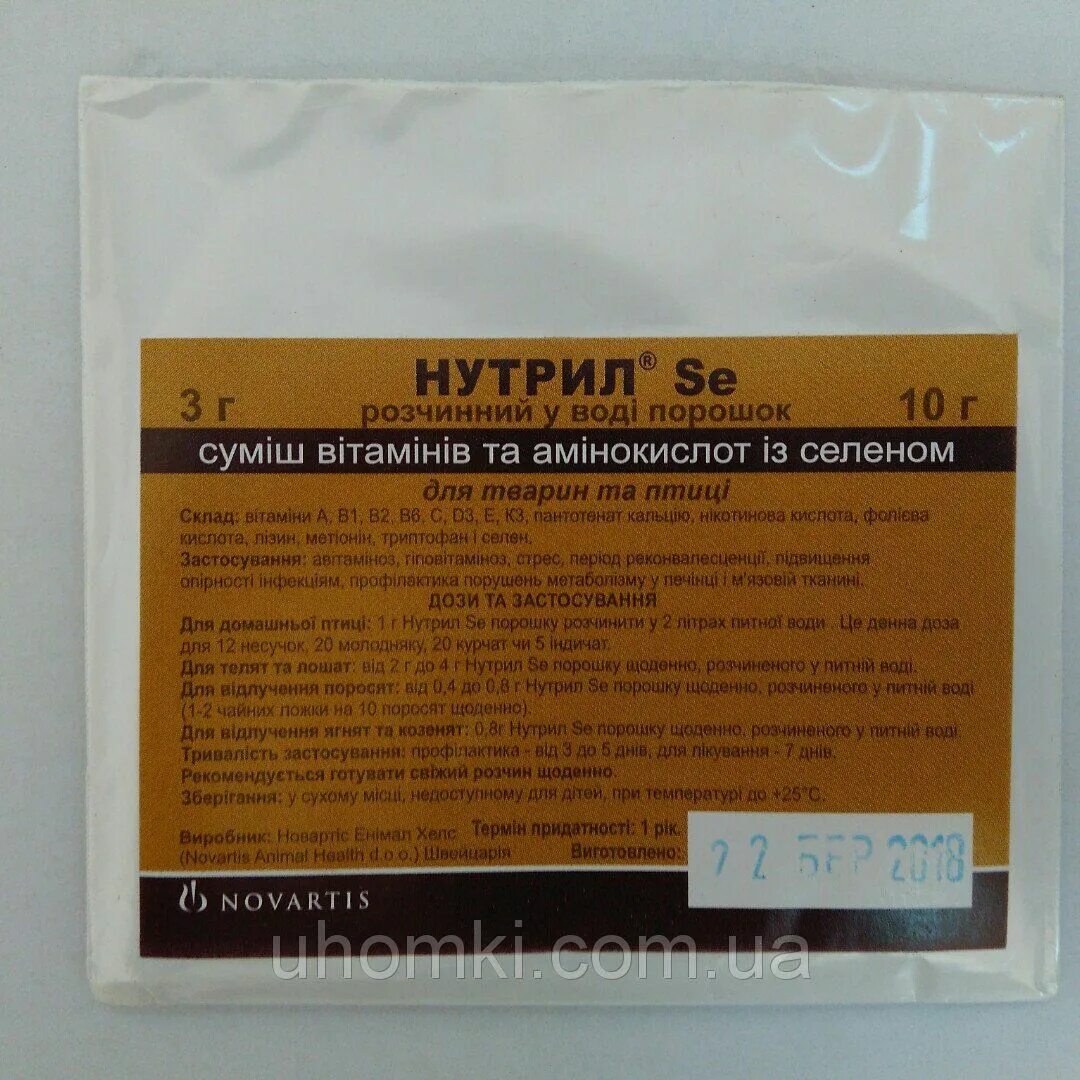 НУТРИЛ® Se
3 г розчинний у воді порошок 10 г
суміш вітамінів та амінокислот із селеном
для тварин та птиці
Склад: вітаміни А, В1, В2, В6, С, D3, Е, К3, пантотенат кальцію, нікотинова кислота, фолієва
кислота, лізин, метіонін, триптофан і селен.
Застосування: авітаміноз, гіповітаміноз, стрес, період реконвалесценції, підвищення
опірності інфекціям, профілактика порушень метаболізму у печінці і м'язовій тканині.
ДОЗИ ТА ЗАСТОСУВАННЯ
Для домашньої птиці: 1 г Нутрил Se порошку розчинити у 2 літрах питної води . Це денна доза
для 12 несучок, 20 молодняку, 20 курчат чи 5 індичат.
Для телят та лошат: від 2 г до 4 г Нутрил Se порошку щоденно, розчиненого у питній воді.
Для відлучення поросят: від 0,4 до 0,8 г Нутрил Se порошку щоденно, розчиненого у питній воді
(1-2 чайних ложки на 10 поросят щоденно).
Для відлучення ягнят та козенят: 0,8г Нутрил Se порошку щоденно, розчиненого у питній воді
Тривалість застосування: профілактика - від 3 до 5 днів, для лікування - 7 днів.
Рекомендується готувати свіжий розчин щоденно.
Зберігання: у сухому місці, недоступному для дітей, при температурі до +25°С.
Виробник: Новартіс Енімал Хелс Термін придатності: 1 рік.
(Novartis Animal Health d.o.o.) Швейцарія Виготовлено: 22 БЕР 2018
NOVARTIS
uhomki.com.ua